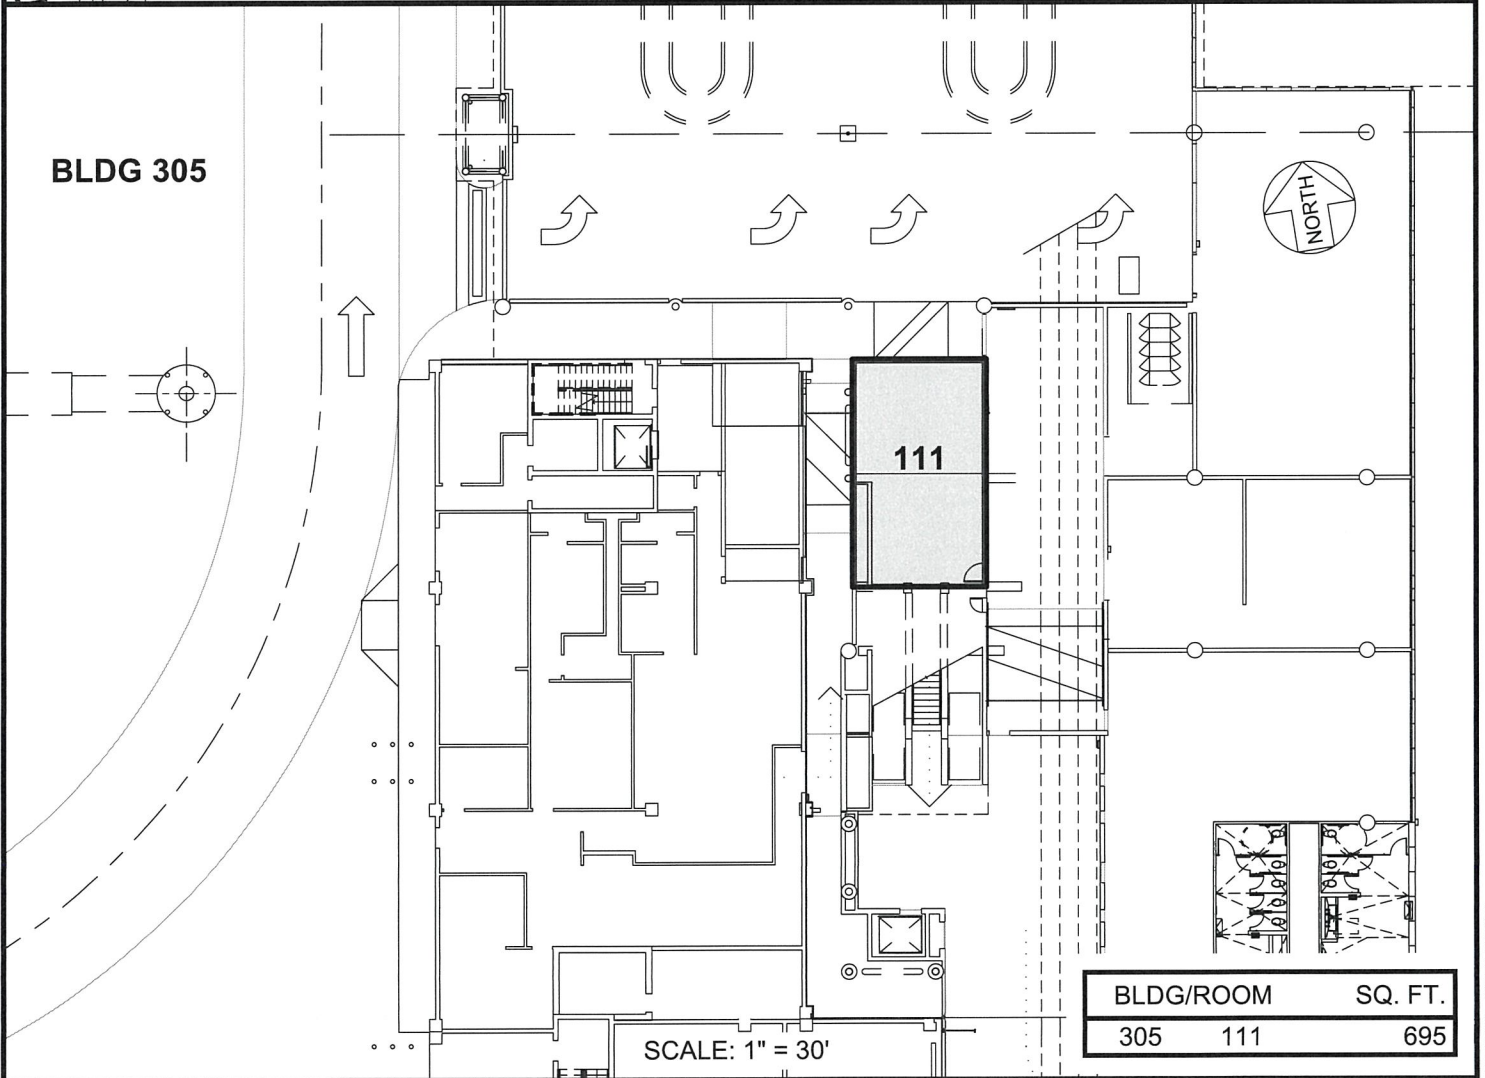 BLDG 305
NORTH
111
BLDG/ROOM SQ. FT.
305 111 695
SCALE: 1" = 30'